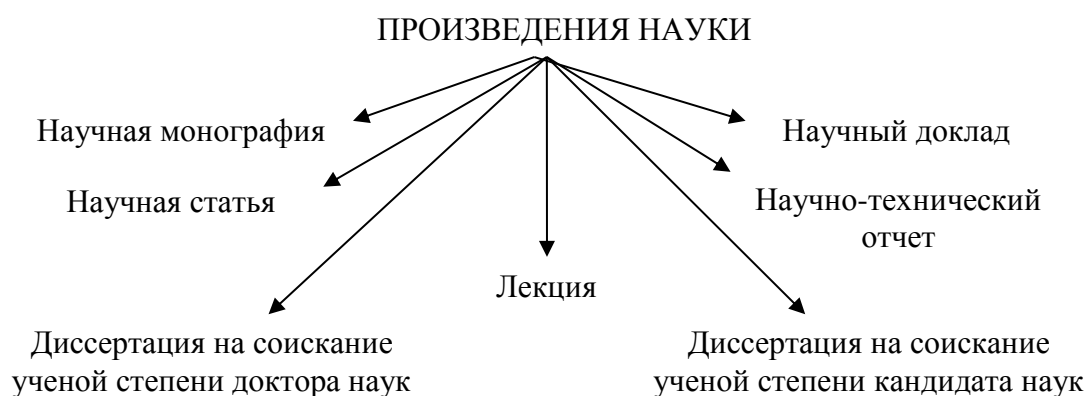 ПРОИЗВЕДЕНИЯ НАУКИ
Научная монография
Научный доклад
Научная статья
Научно-технический
отчет
Лекция
Диссертация на соискание
ученой степени доктора наук
Диссертация на соискание
ученой степени кандидата наук